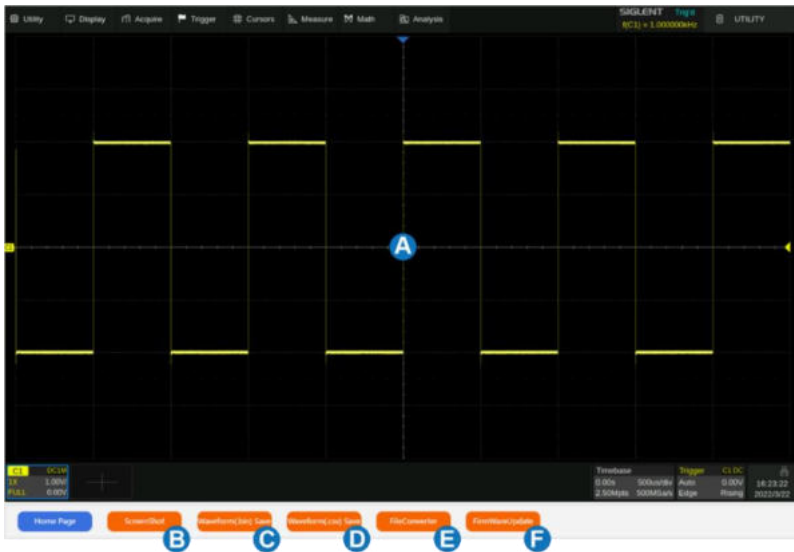 Utility Display Acquire Trigger Cursors Measure Math Analysis
SIGLENT Trig'd
f(C1) = 1.000000kHz
UTILITY
A
C1
C1 DC1M
1X 1.00V/
FULL 0.00V
Timebase
0.00s 500us/div
2.50Mpts 500MSa/s
Trigger C1 DC
Auto 0.00V
Edge Rising
16:23:22
2022/3/22
Home Page ScreenShot Waveform(.bin) Save Waveform(.csv) Save FileConverter FirmWareUpdate
B C D E F